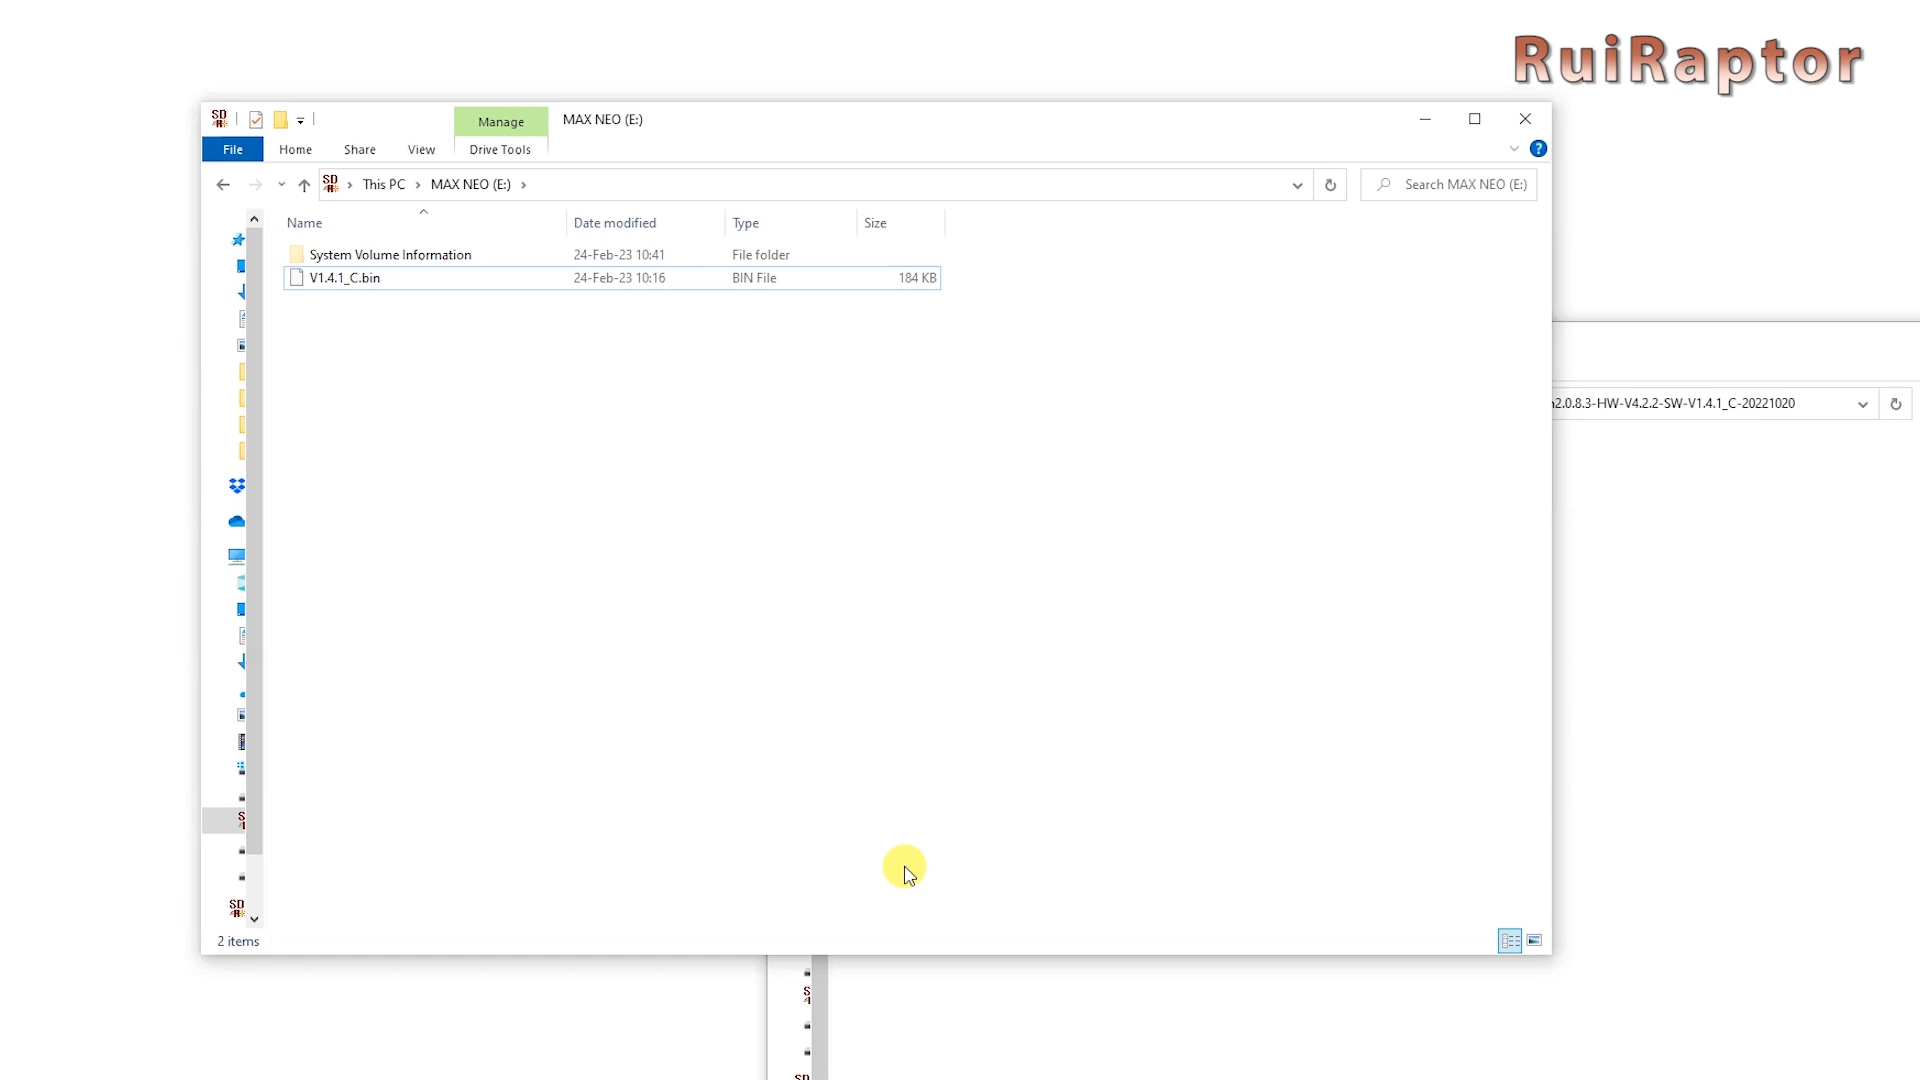 RuiRaptor
SD
Manage
MAX NEO (E:)
File
Home
Share
View
Drive Tools
SD
This PC
MAX NEO (E:)
Search MAX NEO (E:)
Name
Date modified
Type
Size
System Volume Information
24-Feb-23 10:41
File folder
V1.4.1_C.bin
24-Feb-23 10:16
BIN File
184 KB
2.0.8.3-HW-V4.2.2-SW-V1.4.1_C-20221020
SD
2 items